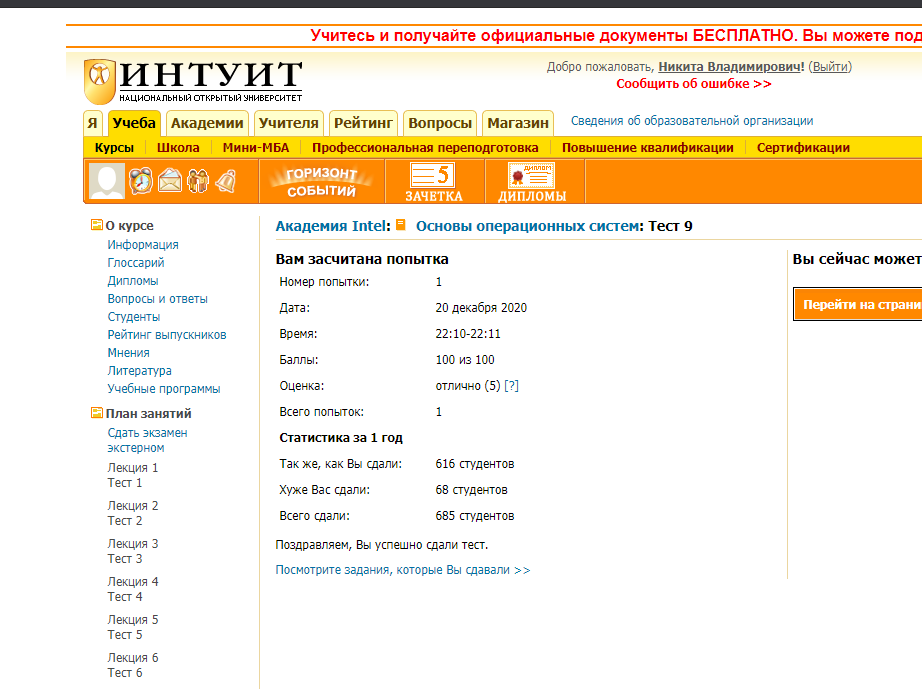 Учитесь и получайте официальные документы БЕСПЛАТНО. Вы можете под
ИНТУИТ
НАЦИОНАЛЬНЫЙ ОТКРЫТЫЙ УНИВЕРСИТЕТ
Добро пожаловать, Никита Владимирович! (Выйти)
Сообщить об ошибке >>
Я Учеба Академии Учителя Рейтинг Вопросы Магазин Сведения об образовательной организации
Курсы Школа Мини-МБА Профессиональная переподготовка Повышение квалификации Сертификации
ГОРИЗОНТ СОБЫТИЙ
5
ЗАЧЕТКА
ДИПЛОМЪ
ДИПЛОМЫ
О курсе
Информация
Глоссарий
Дипломы
Вопросы и ответы
Студенты
Рейтинг выпускников
Мнения
Литература
Учебные программы
План занятий
Сдать экзамен
экстерном
Лекция 1
Тест 1
Лекция 2
Тест 2
Лекция 3
Тест 3
Лекция 4
Тест 4
Лекция 5
Тест 5
Лекция 6
Тест 6
Академия Intel: Основы операционных систем: Тест 9
Вам засчитана попытка
Номер попытки: 1
Дата: 20 декабря 2020
Время: 22:10-22:11
Баллы: 100 из 100
Оценка: отлично (5) [?]
Всего попыток: 1
Статистика за 1 год
Так же, как Вы сдали: 616 студентов
Хуже Вас сдали: 68 студентов
Всего сдали: 685 студентов
Поздравляем, Вы успешно сдали тест.
Посмотрите задания, которые Вы сдавали >>
Вы сейчас может
Перейти на страни